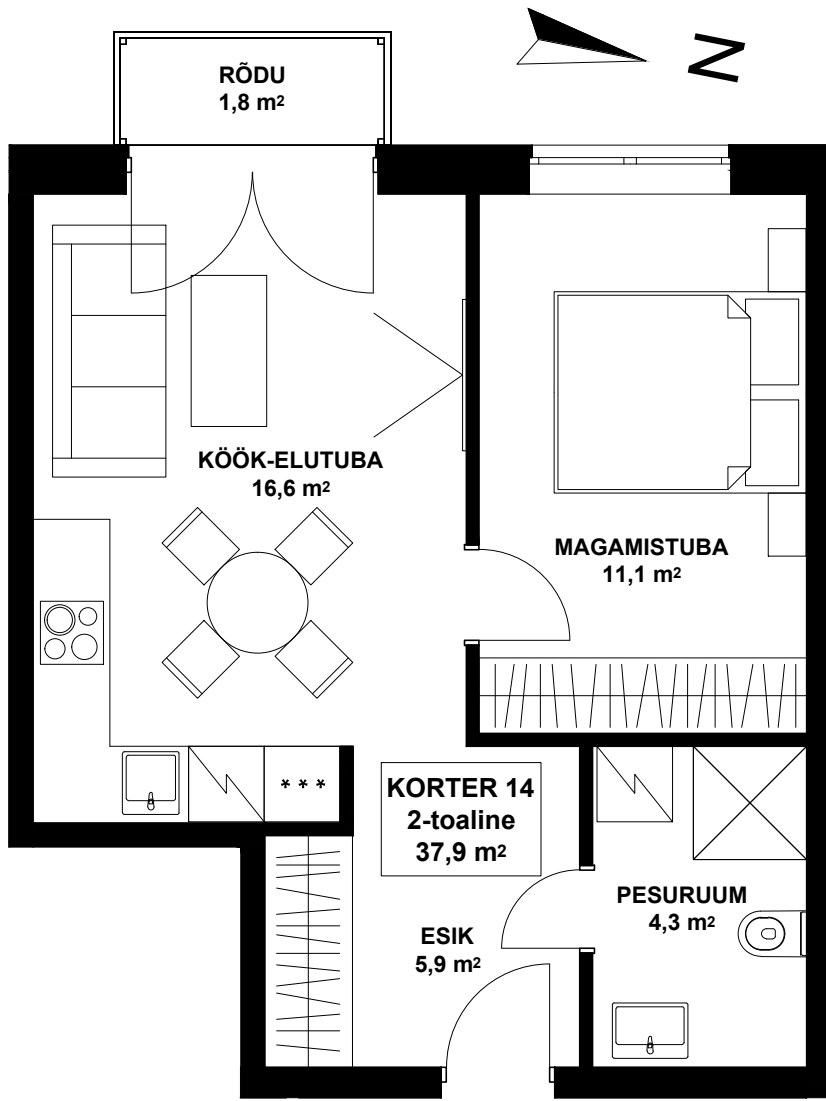 N
RÕDU
1,8 m²
KÖÖK-ELUTUBA
16,6 m²
MAGAMISTUBA
11,1 m²
* * *
KORTER 14
2-toaline
37,9 m²
PESURUUM
4,3 m²
ESIK
5,9 m²